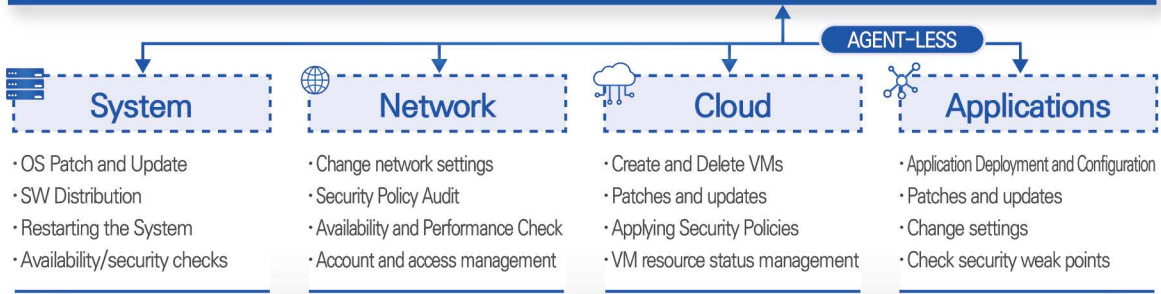 AGENT-LESS
System
· OS Patch and Update
· SW Distribution
· Restarting the System
· Availability/security checks
Network
· Change network settings
· Security Policy Audit
· Availability and Performance Check
· Account and access management
Cloud
· Create and Delete VMs
· Patches and updates
· Applying Security Policies
· VM resource status management
Applications
· Application Deployment and Configuration
· Patches and updates
· Change settings
· Check security weak points